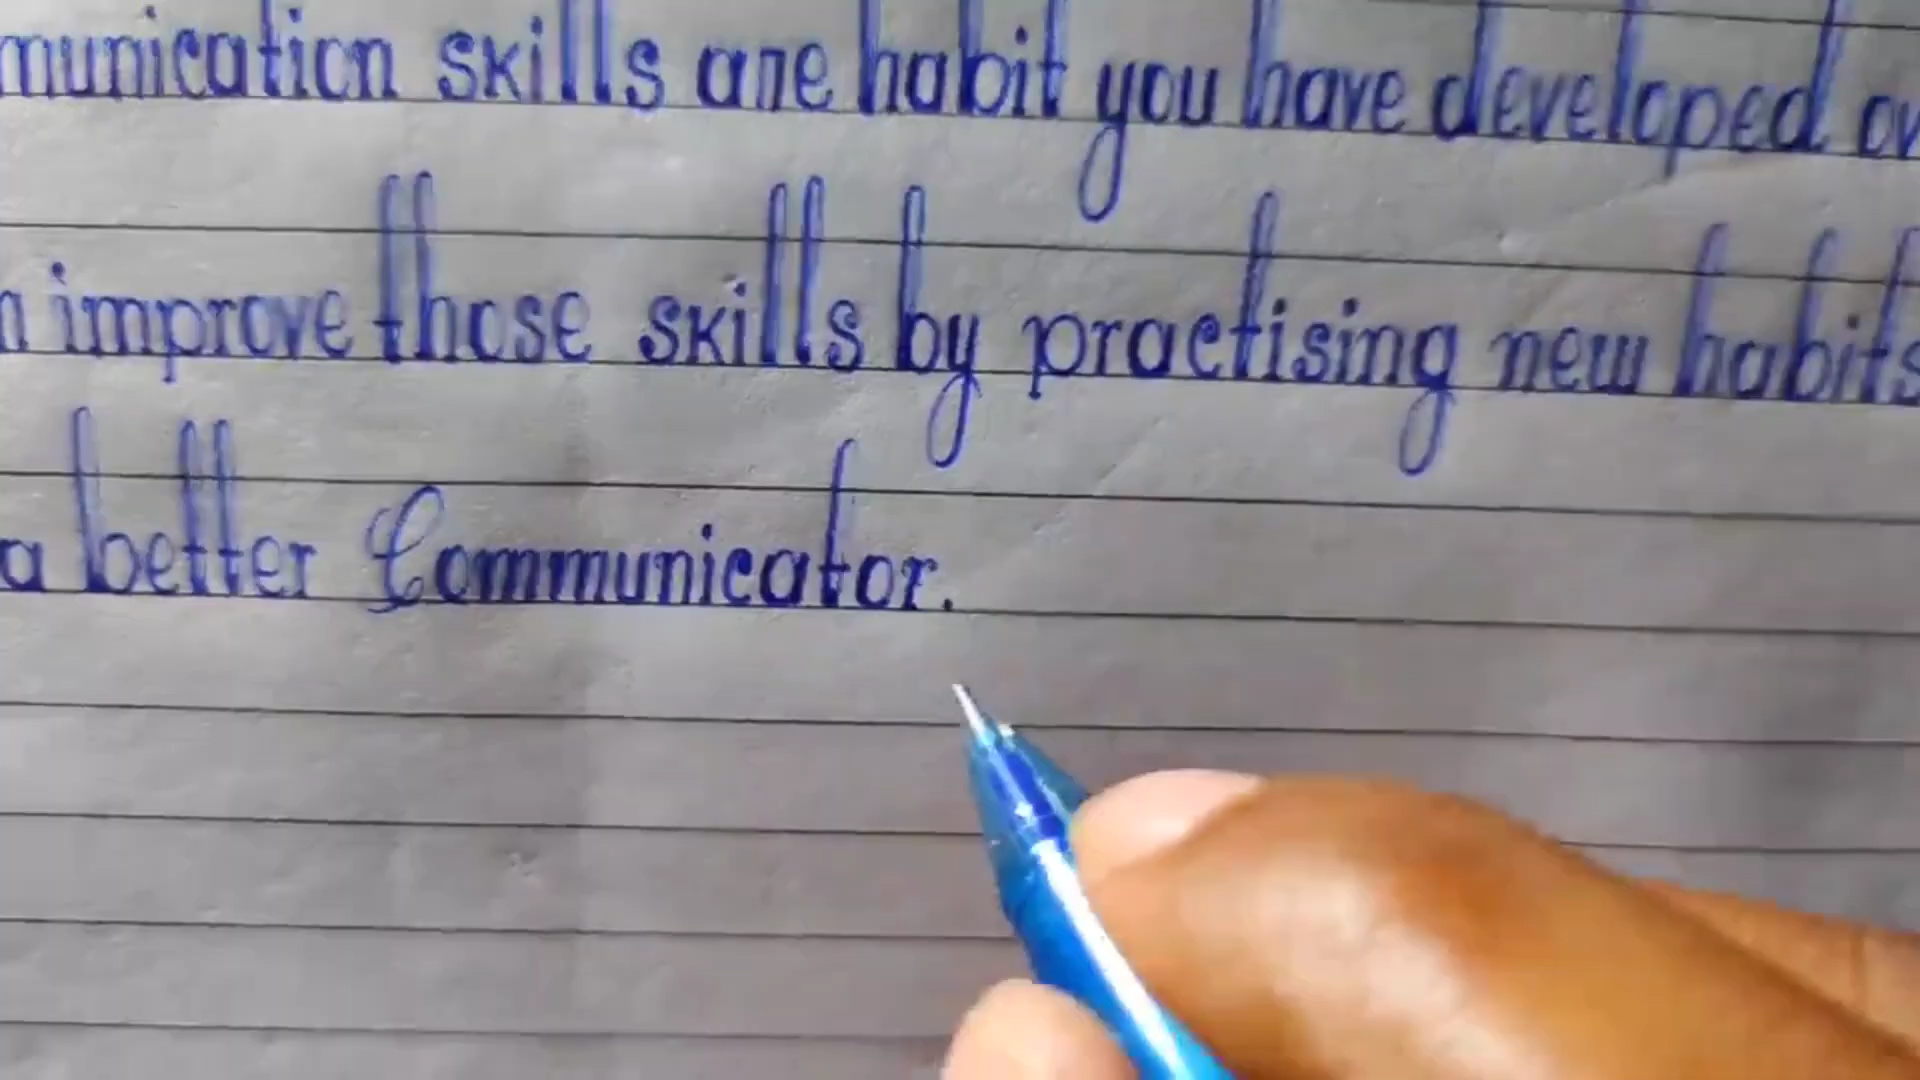 munication skills are habit you have developed ov
n improve those skills by practising new habits
a better Communicator.